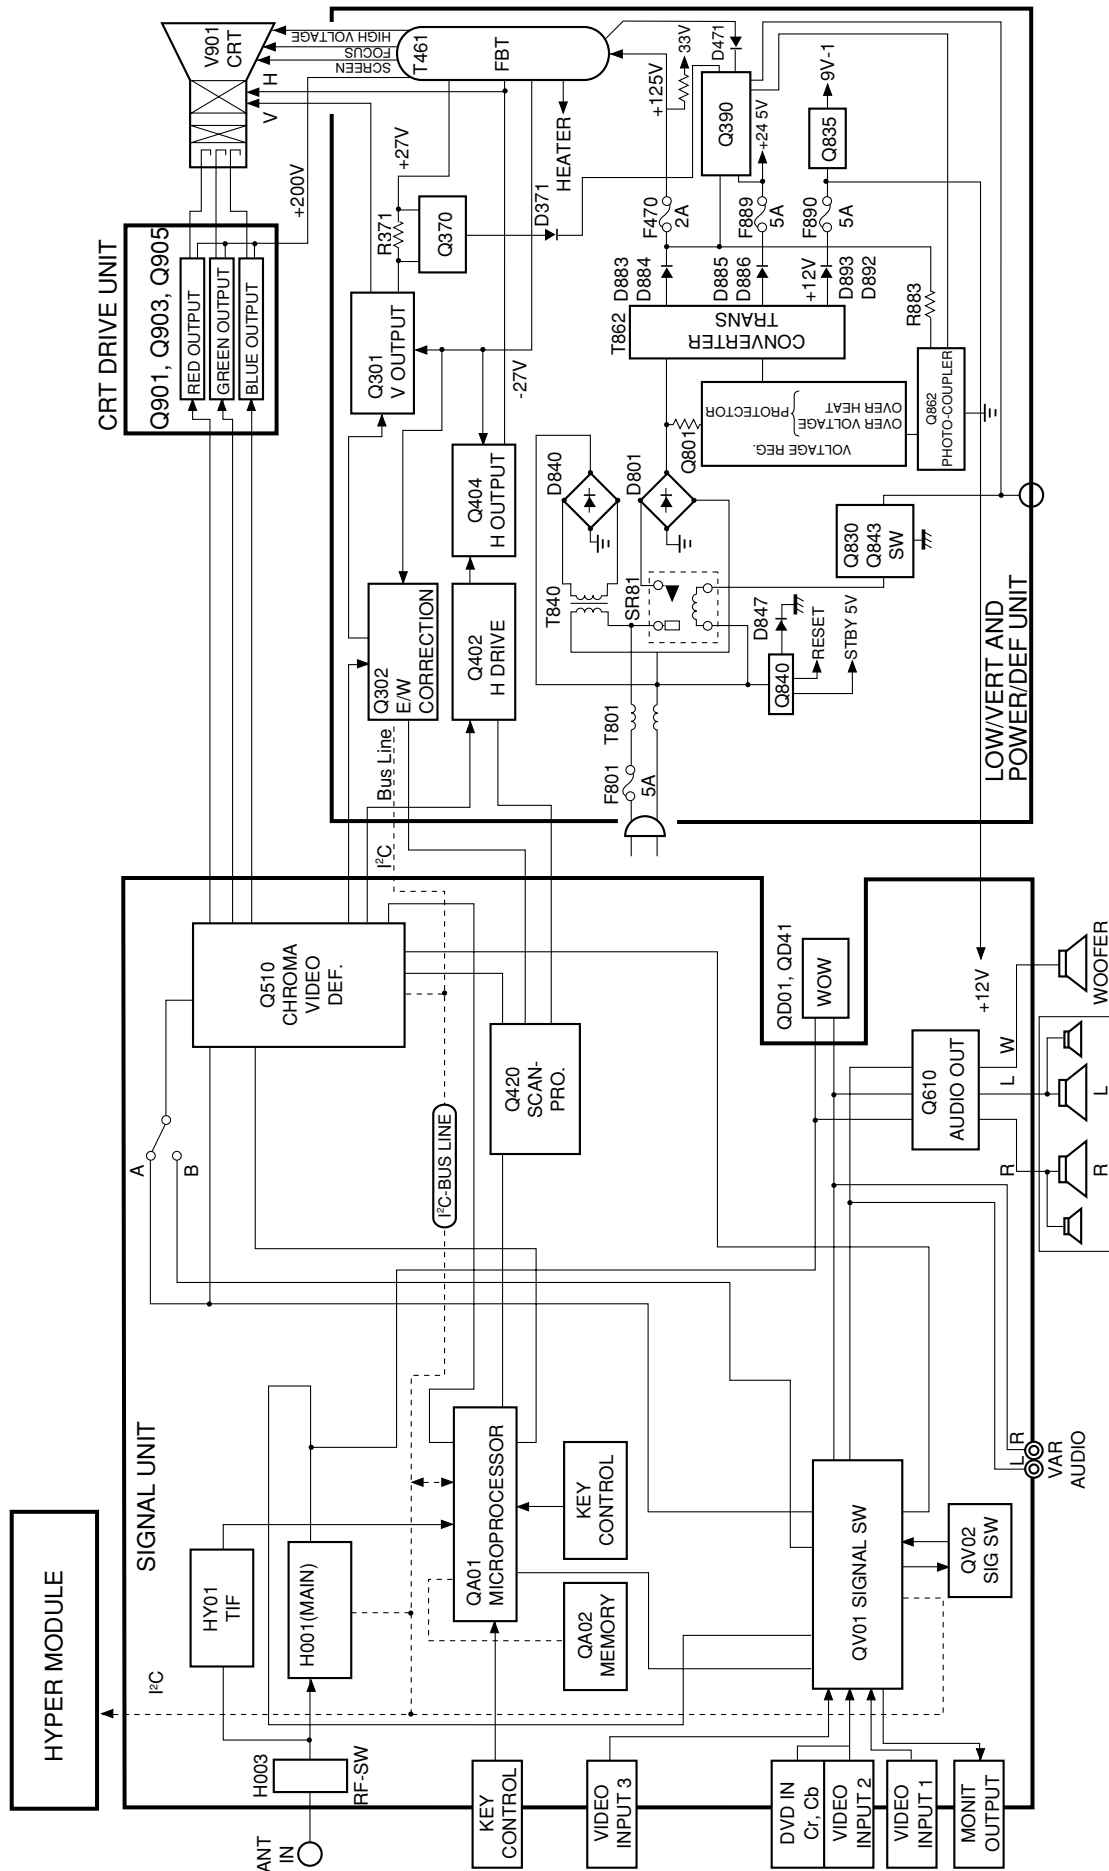 HYPER MODULE
SIGNAL UNIT
I²C
ANT
IN
H003
RF-SW
HY01
TIF
H001(MAIN)
KEY
CONTROL
QA01
MICROPROCESSOR
QA02
MEMORY
KEY
CONTROL
VIDEO
INPUT 3
DVD IN
Cr, Cb
VIDEO
INPUT 2
VIDEO
INPUT 1
MONIT
OUTPUT
QV01 SIGNAL SW
QV02
SIG SW
L
R
VAR
AUDIO
A
B
I²C-BUS LINE
Q510
CHROMA
VIDEO
DEF.
Q420
SCAN-
PRO.
QD01, QD41
WOW
Q610
AUDIO OUT
R
L
W
+12V
R
L
WOOFER
CRT DRIVE UNIT
Q901, Q903, Q905
RED OUTPUT
GREEN OUTPUT
BLUE OUTPUT
+200V
V901
CRT
H
V
HIGH VOLTAGE
FOCUS
SCREEN
T461
FBT
HEATER
I²C
Bus Line
Q302
E/W
CORRECTION
Q402
H DRIVE
Q404
H OUTPUT
Q301
V OUTPUT
R371
+27V
Q370
D371
-27V
F801
5A
T801
T840
D840
SR81
D801
Q801
D847
Q840
RESET
STBY 5V
Q830
Q843
SW
VOLTAGE REG.
OVER VOLTAGE
OVER HEAT
PROTECTOR
Q862
PHOTO-COUPLER
R883
T862
CONVERTER
TRANS
D883
D884
D885
D886
+12V
D893
D892
F470
2A
F889
5A
F890
5A
+125V
33V
D471
Q390
+24 5V
Q835
9V-1
LOW/VERT AND
POWER/DEF UNIT